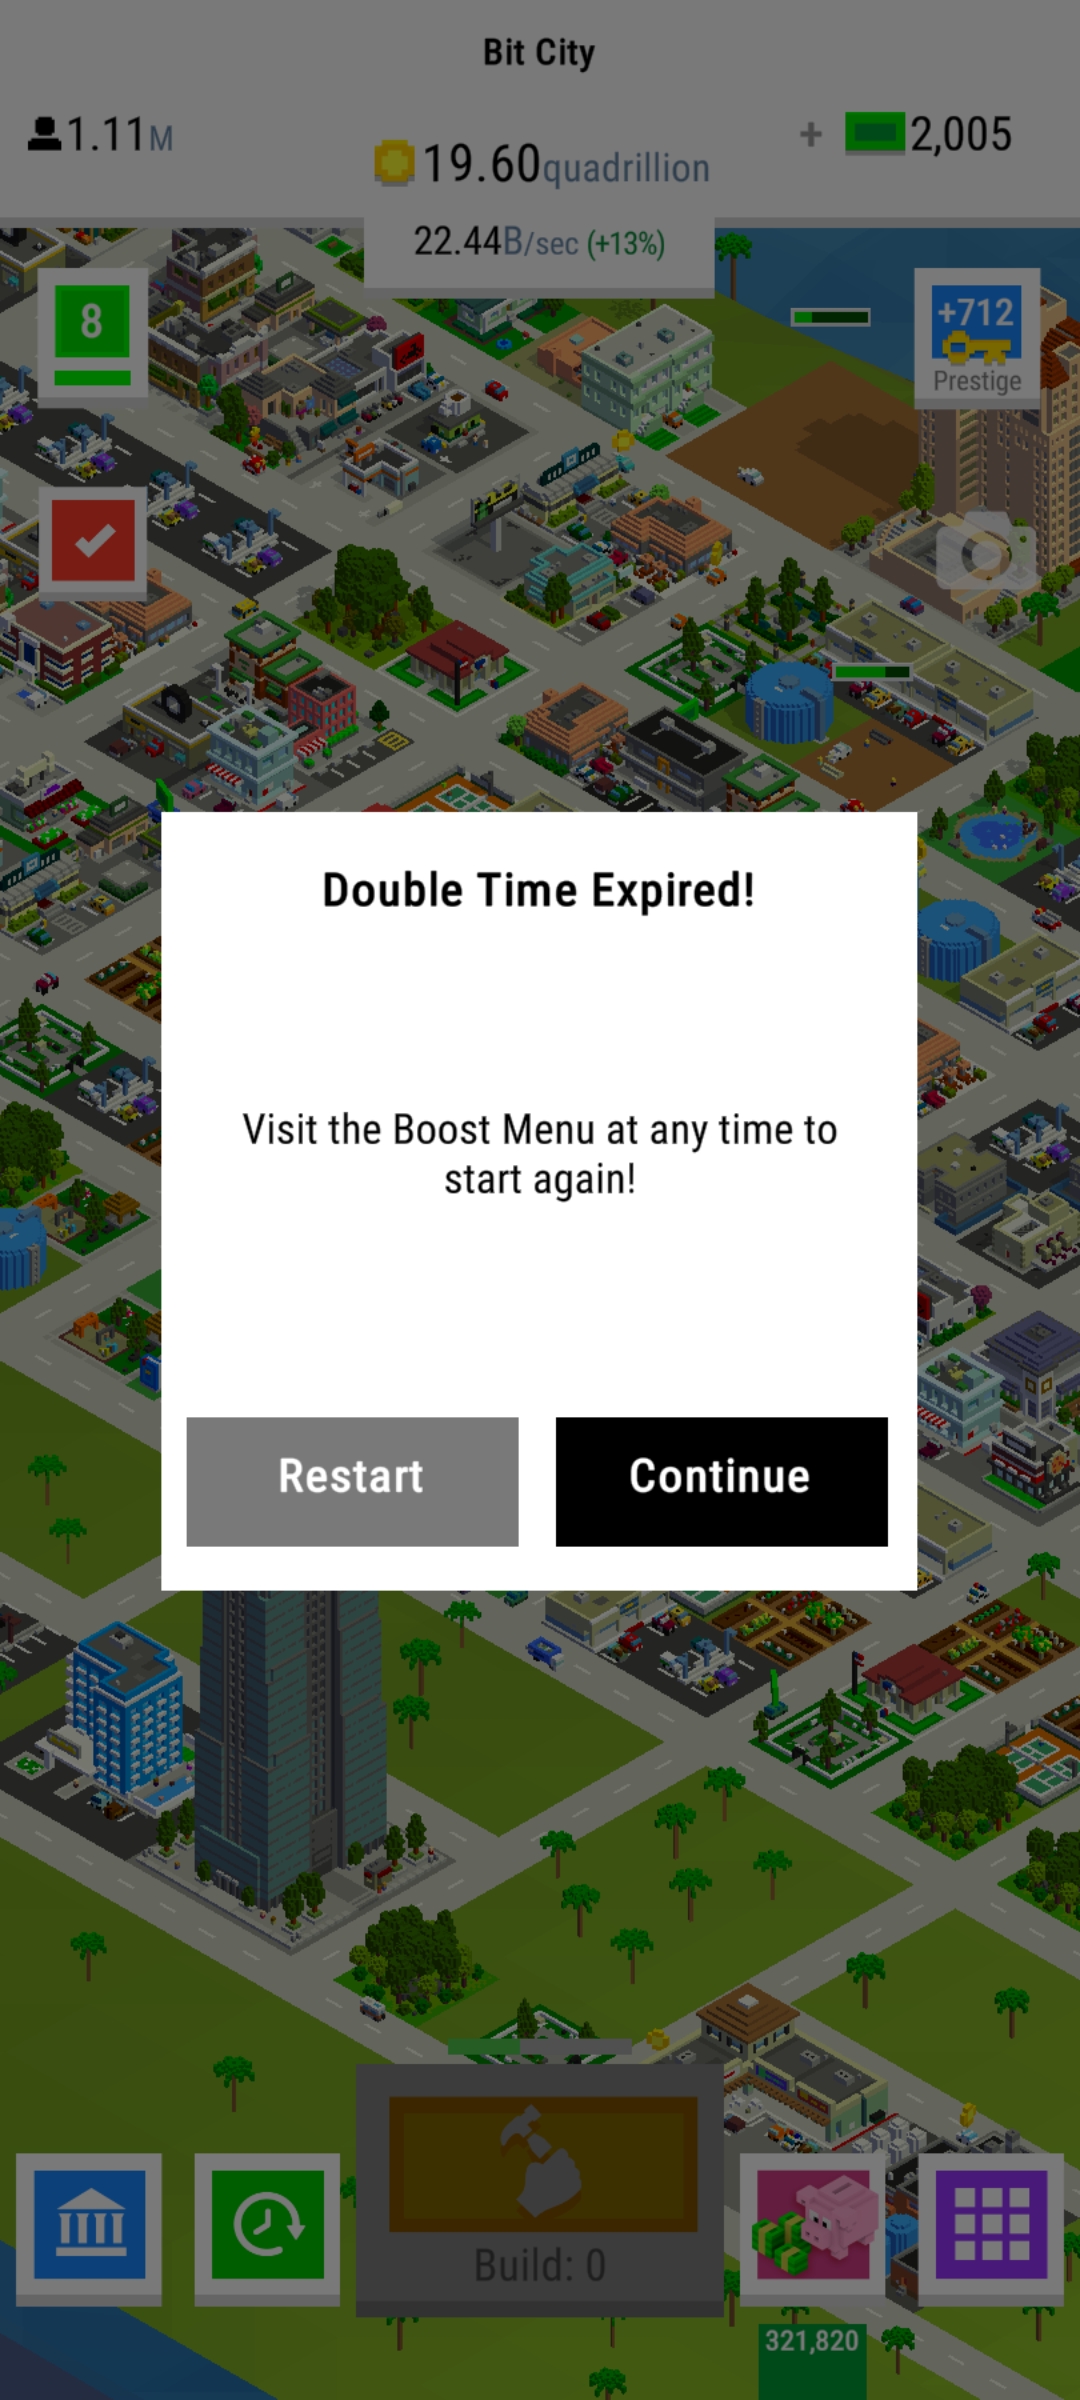 Bit City
1.11M
19.60quadrillion
+ 2,005
22.44B/sec (+13%)
8
+712
Prestige
Double Time Expired!
Visit the Boost Menu at any time to
start again!
Restart
Continue
Build: 0
321,820